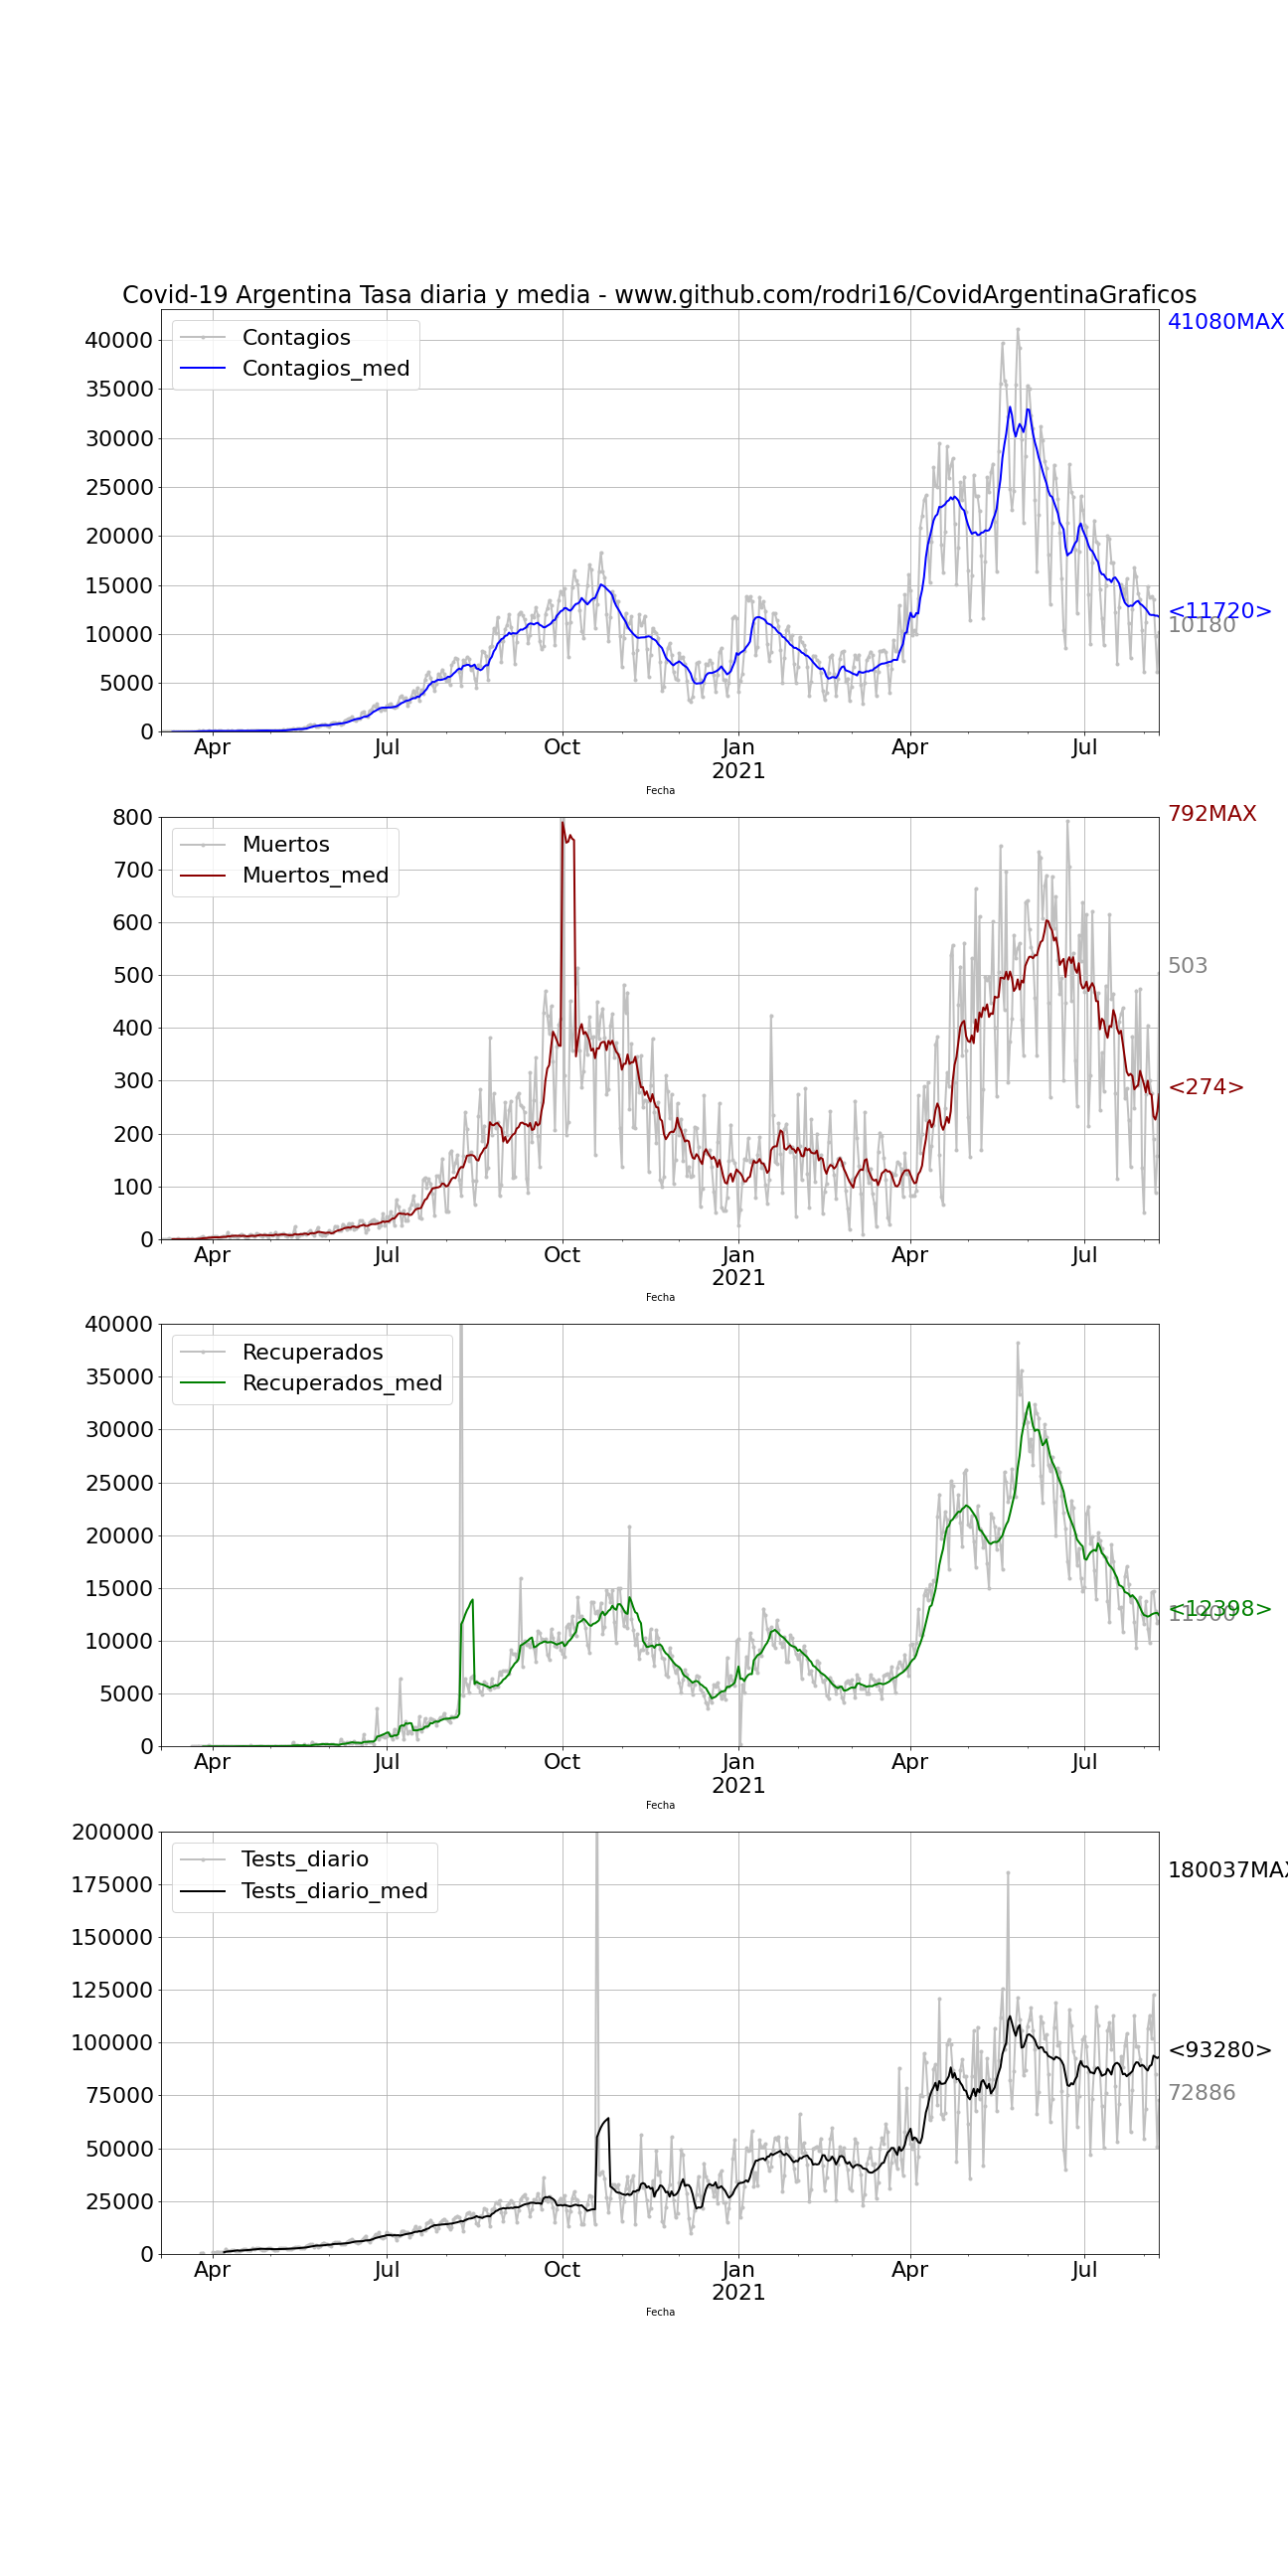 Covid-19 Argentina Tasa diaria y media - www.github.com/rodri16/CovidArgentinaGraficos
41080MAX
Contagios
Contagios_med
40000
35000
30000
25000
20000
15000
10000
5000
0
<11720>
10180
Apr Jul Oct Jan Apr Jul
2021
Fecha
792MAX
Muertos
Muertos_med
800
700
600
500
400
300
200
100
0
503
<274>
Apr Jul Oct Jan Apr Jul
2021
Fecha
Recuperados
Recuperados_med
40000
35000
30000
25000
20000
15000
10000
5000
0
<12398>
11900
Apr Jul Oct Jan Apr Jul
2021
Fecha
Tests_diario
Tests_diario_med
180037MAX
200000
175000
150000
125000
100000
75000
50000
25000
0
<93280>
72886
Apr Jul Oct Jan Apr Jul
2021
Fecha